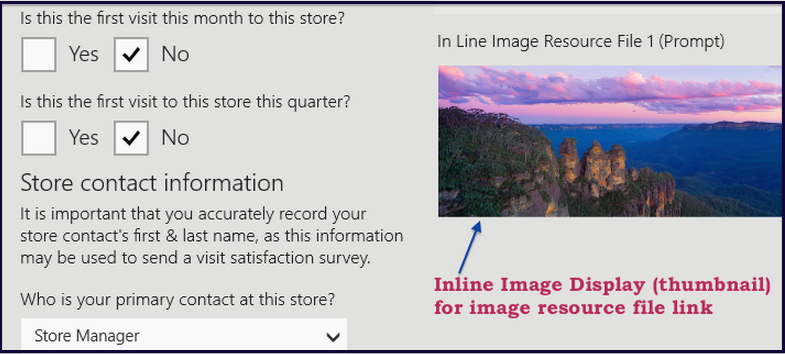 Is this the first visit this month to this store?
Yes No
Is this the first visit to this store this quarter?
Yes No
Store contact information
It is important that you accurately record your
store contact's first & last name, as this information
may be used to send a visit satisfaction survey.
Who is your primary contact at this store?
Store Manager
In Line Image Resource File 1 (Prompt)
Inline Image Display (thumbnail)
for image resource file link